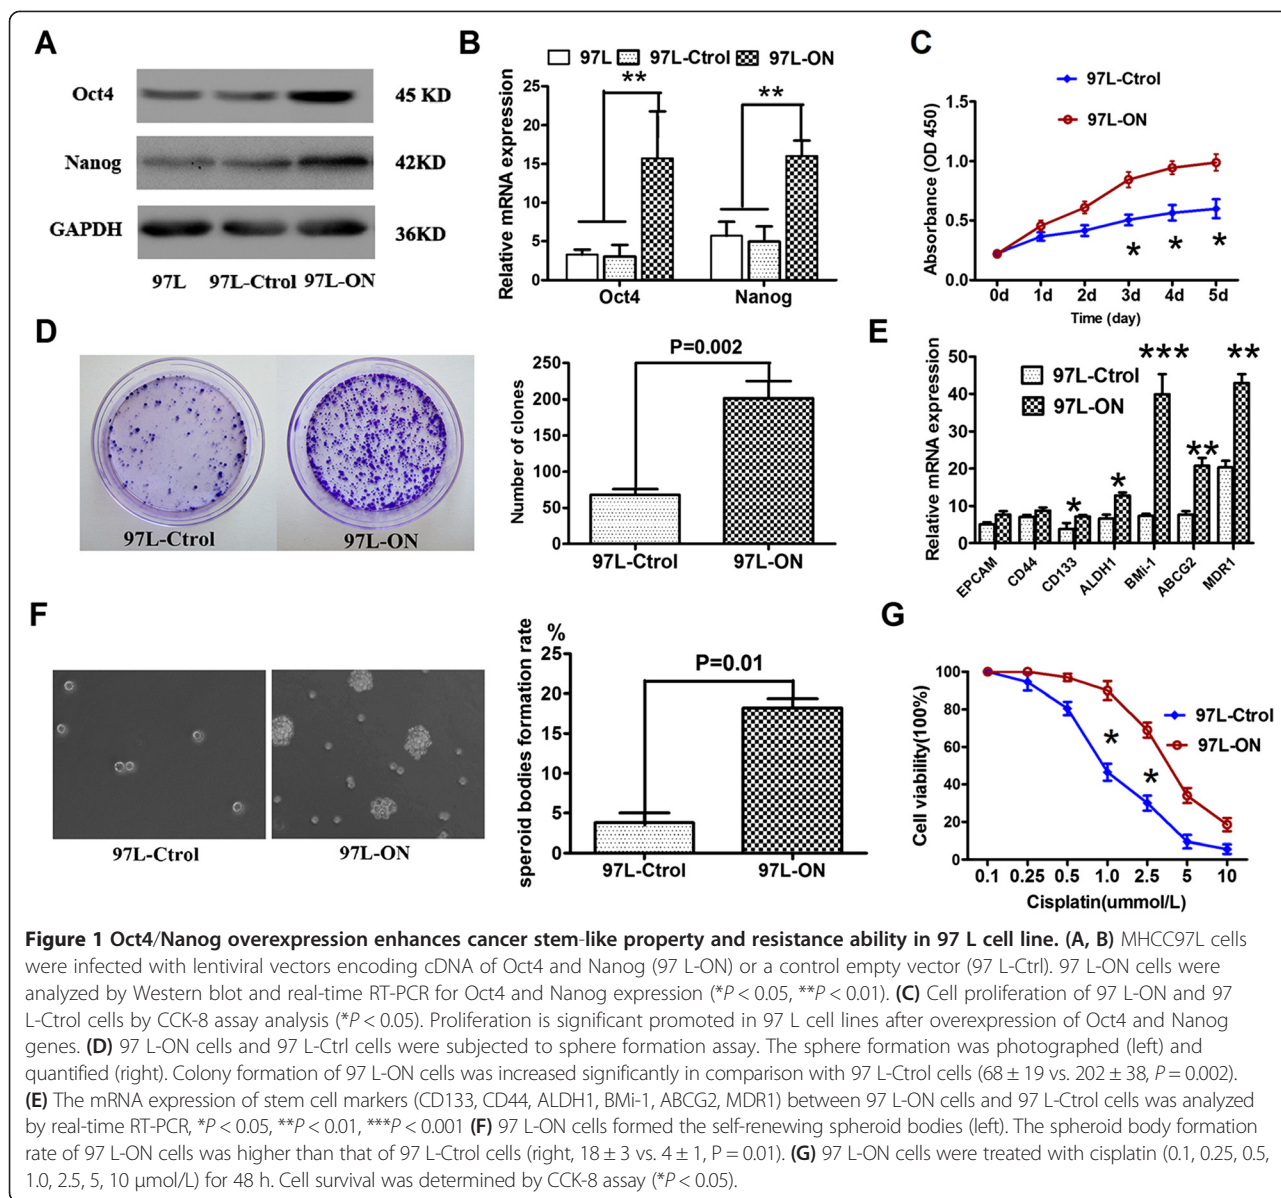 A
Oct4
45 KD
Nanog
42KD
GAPDH
36KD
97L 97L-Ctrol 97L-ON
B
97L 97L-Ctrol 97L-ON
Relative mRNA expression
25
20
15
10
5
0
**
**
Oct4 Nanog
C
97L-Ctrol
97L-ON
Absorbance (OD 450)
1.5
1.0
0.5
0.0
* * *
0d 1d 2d 3d 4d 5d
Time (day)
D
97L-Ctrol 97L-ON
Number of clones
250
200
150
100
50
0
P=0.002
97L-Ctrol 97L-ON
E
97L-Ctrol
97L-ON
Relative mRNA expression
50
40
30
20
10
0
* * *** ** **
EPCAM CD44 CD133 ALDH1 BMi-1 ABCG2 MDR1
F
97L-Ctrol 97L-ON
speroid bodies formation rate
%
25
20
15
10
5
0
P=0.01
97L-Ctrol 97L-ON
G
97L-Ctrol
97L-ON
Cell viability(100%)
100
80
60
40
20
0
*
*
0.1 0.25 0.5 1.0 2.5 5 10
Cisplatin(ummol/L)
Figure 1 Oct4/Nanog overexpression enhances cancer stem-like property and resistance ability in 97 L cell line. (A, B) MHCC97L cells
were infected with lentiviral vectors encoding cDNA of Oct4 and Nanog (97 L-ON) or a control empty vector (97 L-Ctrl). 97 L-ON cells were
analyzed by Western blot and real-time RT-PCR for Oct4 and Nanog expression (*P < 0.05, **P < 0.01). (C) Cell proliferation of 97 L-ON and 97
L-Ctrol cells by CCK-8 assay analysis (*P < 0.05). Proliferation is significant promoted in 97 L cell lines after overexpression of Oct4 and Nanog
genes. (D) 97 L-ON cells and 97 L-Ctrl cells were subjected to sphere formation assay. The sphere formation was photographed (left) and
quantified (right). Colony formation of 97 L-ON cells was increased significantly in comparison with 97 L-Ctrol cells (68 ± 19 vs. 202 ± 38, P = 0.002).
(E) The mRNA expression of stem cell markers (CD133, CD44, ALDH1, BMi-1, ABCG2, MDR1) between 97 L-ON cells and 97 L-Ctrol cells was analyzed
by real-time RT-PCR, *P < 0.05, **P < 0.01, ***P < 0.001 (F) 97 L-ON cells formed the self-renewing spheroid bodies (left). The spheroid body formation
rate of 97 L-ON cells was higher than that of 97 L-Ctrol cells (right, 18 ± 3 vs. 4 ± 1, P = 0.01). (G) 97 L-ON cells were treated with cisplatin (0.1, 0.25, 0.5,
1.0, 2.5, 5, 10 μmol/L) for 48 h. Cell survival was determined by CCK-8 assay (*P < 0.05).